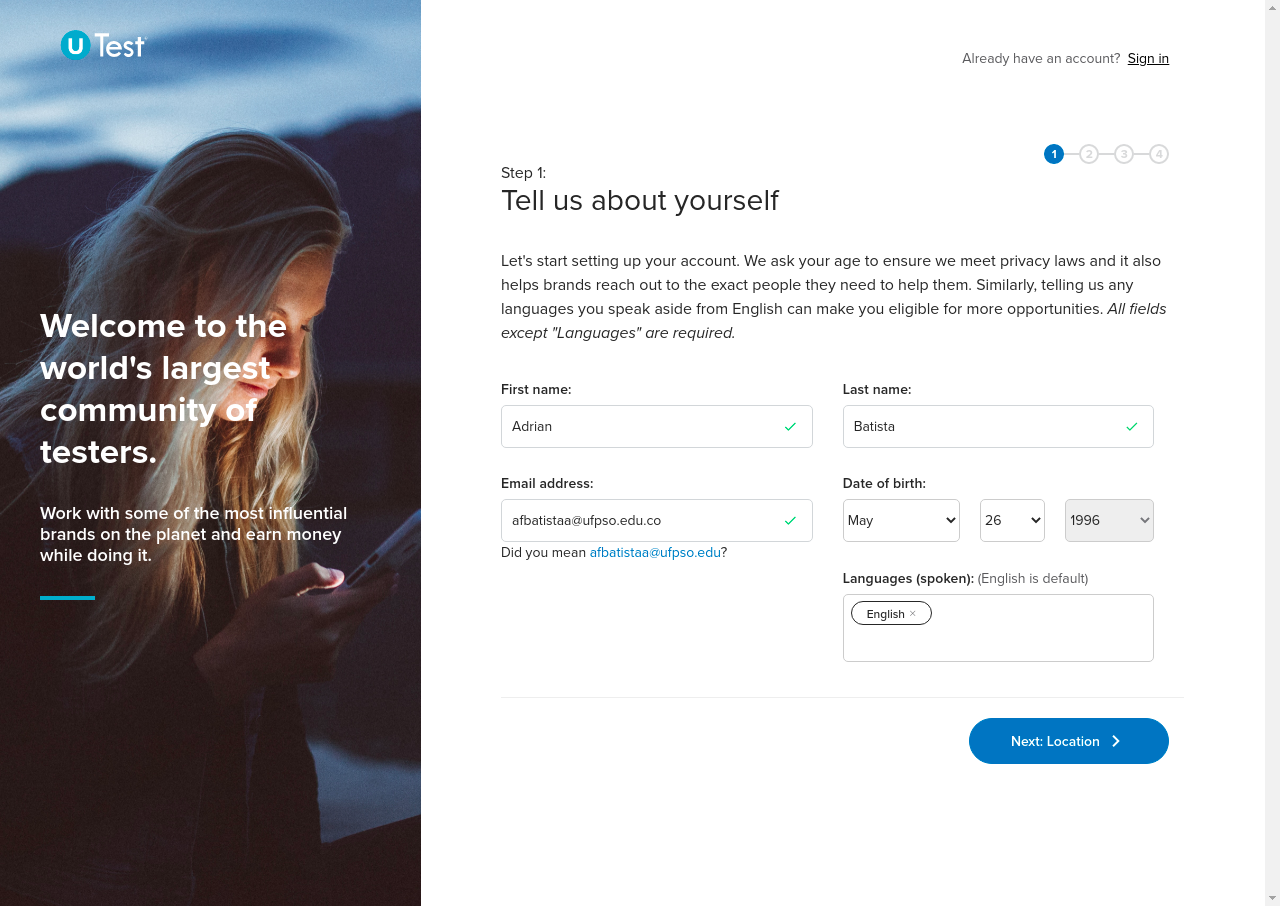 U Test
Already have an account? Sign in
1 2 3 4
Step 1:
Tell us about yourself
Let's start setting up your account. We ask your age to ensure we meet privacy laws and it also
helps brands reach out to the exact people they need to help them. Similarly, telling us any
languages you speak aside from English can make you eligible for more opportunities. All fields
except "Languages" are required.
Welcome to the
world's largest
community of
testers.
Work with some of the most influential
brands on the planet and earn money
while doing it.
First name: Last name:
Adrian Batista
Email address: Date of birth:
afbatistaa@ufpso.edu.co May 26 1996
Did you mean afbatistaa@ufpso.edu?
Languages (spoken): (English is default)
English ×
Next: Location